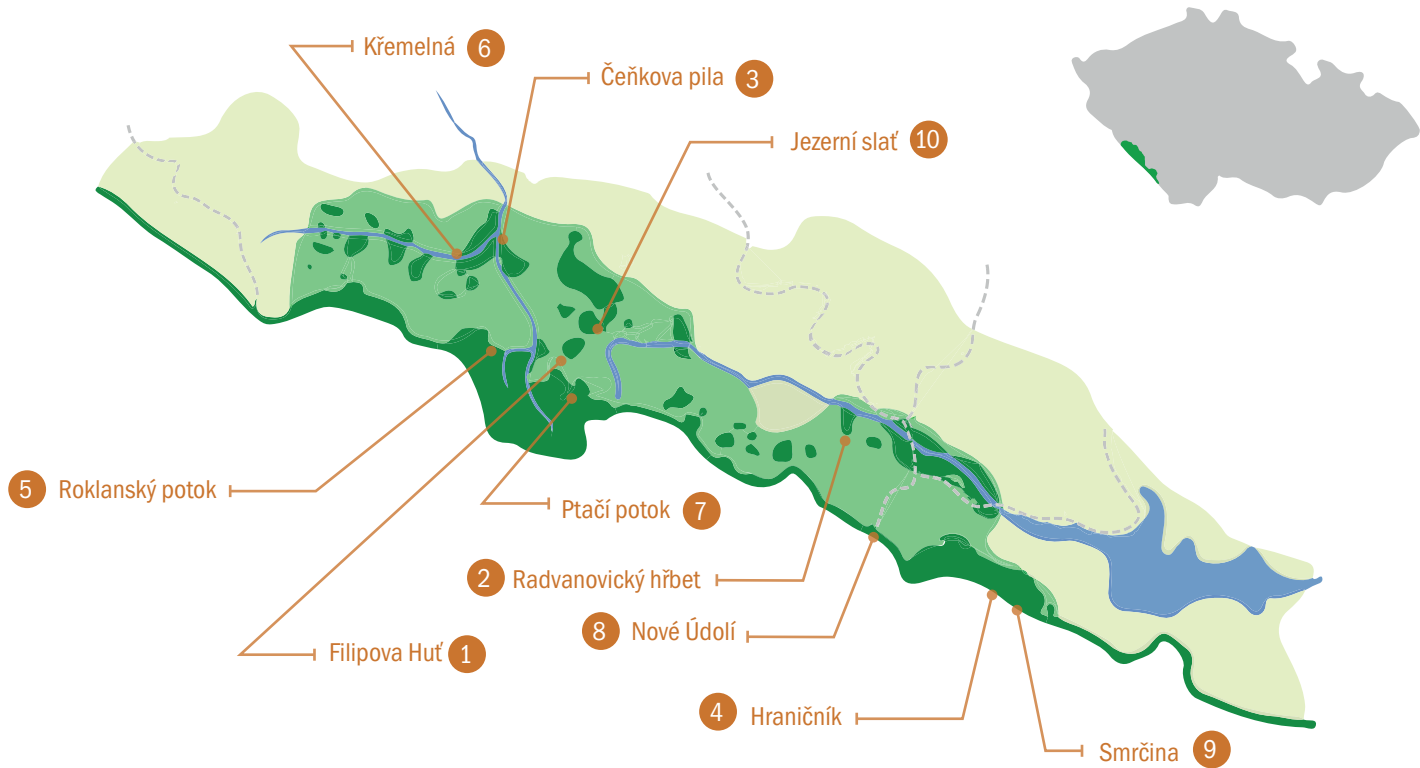 Křemelná 6
Čeňkova pila 3
Jezerní slať 10
5 Roklanský potok
Ptačí potok 7
2 Radvanovický hřbet
8 Nové Údolí
Filipova Huť 1
4 Hraničník
Smrčina 9